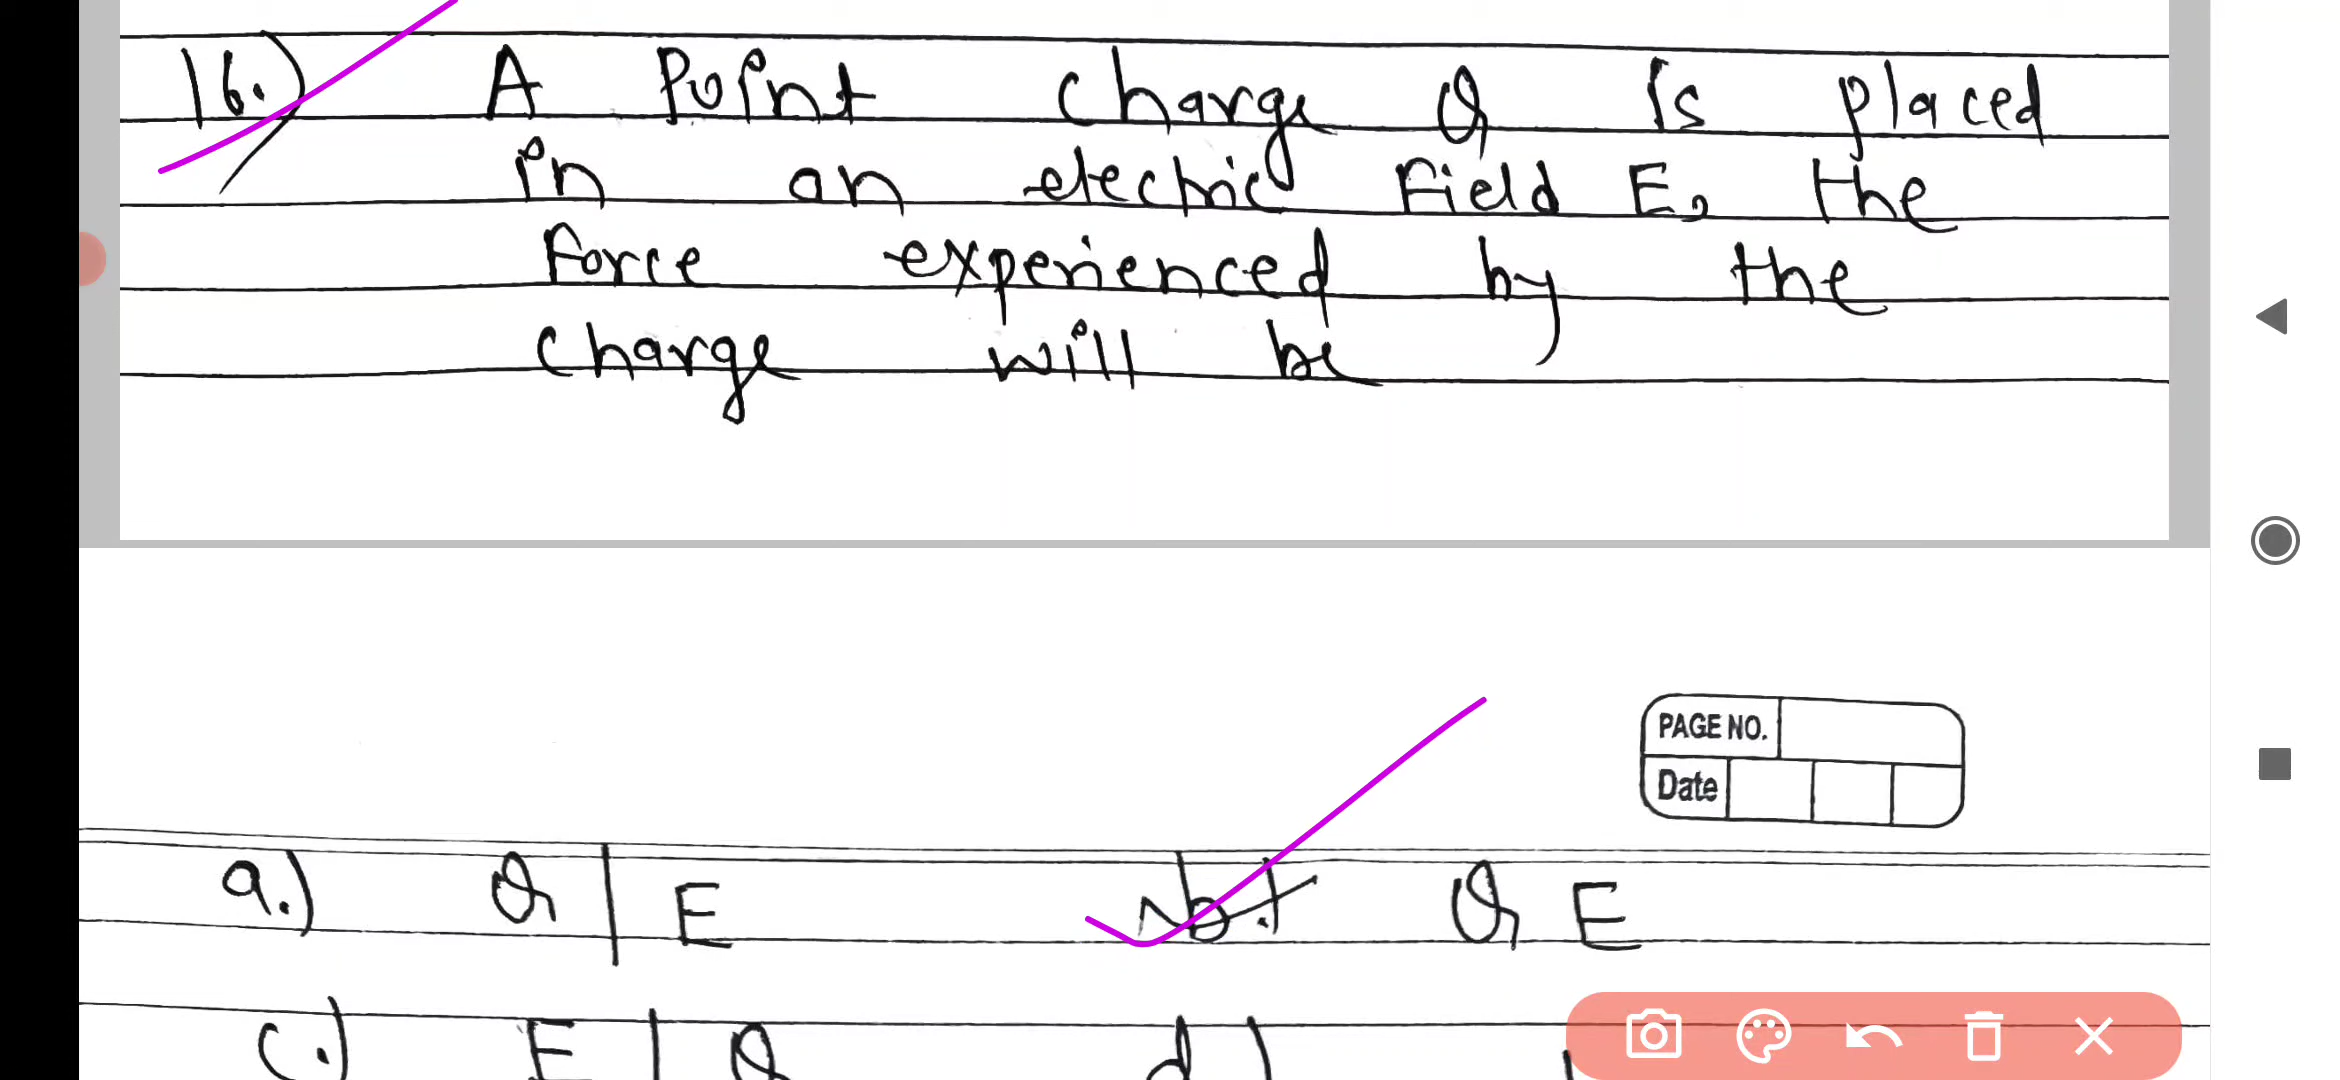 16.) A Point charge Q is placed
in an electric Field E, the
Force experienced by the
charge will be
PAGE NO.
Date
a.) Q | E b.) Q E
c.) E | Q d.)